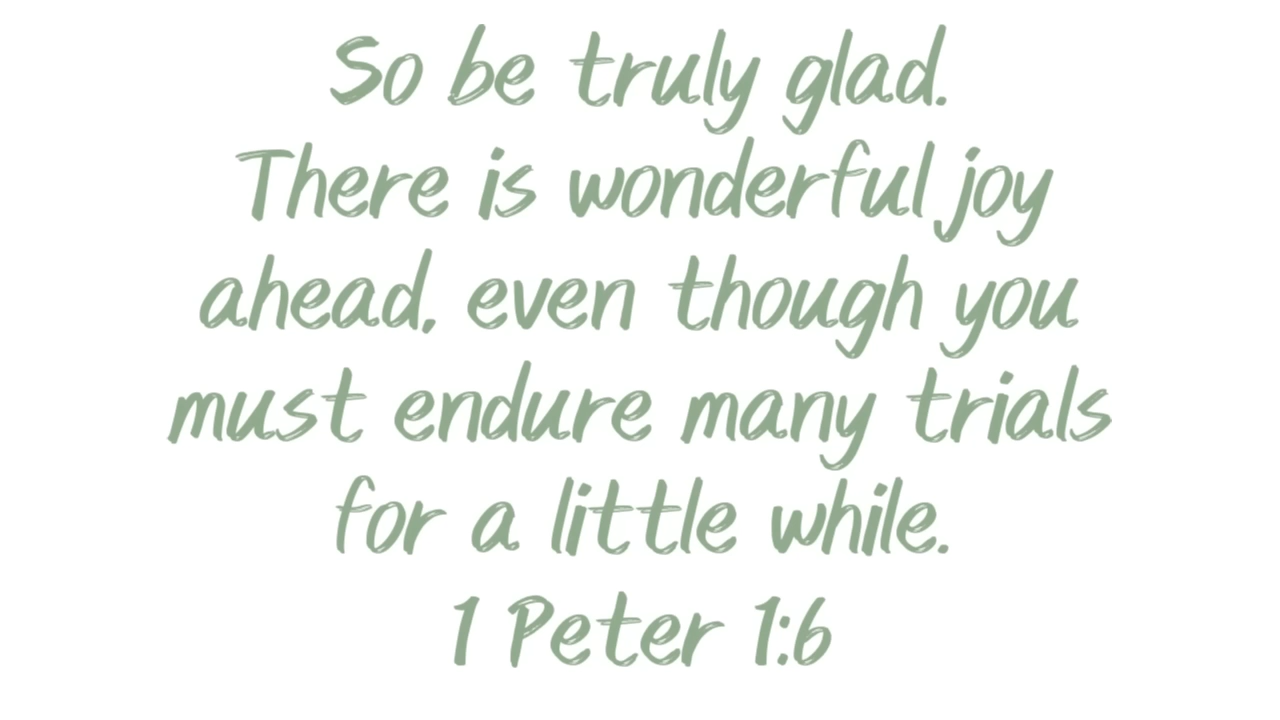 So be truly glad.
There is wonderful joy
ahead, even though you
must endure many trials
for a little while.
1 Peter 1:6